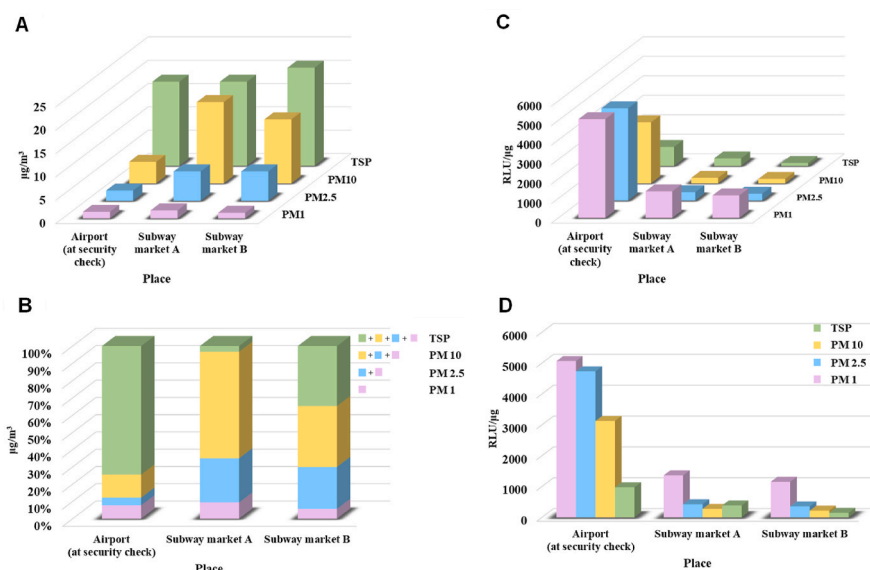 A
25
20
15
10
5
0
µg/m³
TSP
PM10
PM2.5
PM1
Airport
(at security
check)
Subway
market A
Subway
market B
Place
C
6000
5000
4000
3000
2000
1000
0
RLU/µg
TSP
PM10
PM2.5
PM1
Airport
(at security
check)
Subway
market A
Subway
market B
Place
B
100%
90%
80%
70%
60%
50%
40%
30%
20%
10%
0%
µg/m³
+ + + TSP
+ + PM 10
+ PM 2.5
PM 1
Airport
(at security check)
Subway market A
Subway market B
Place
D
6000
5000
4000
3000
2000
1000
0
RLU/µg
TSP
PM 10
PM 2.5
PM 1
Airport
(at security check)
Subway market A
Subway market B
Place